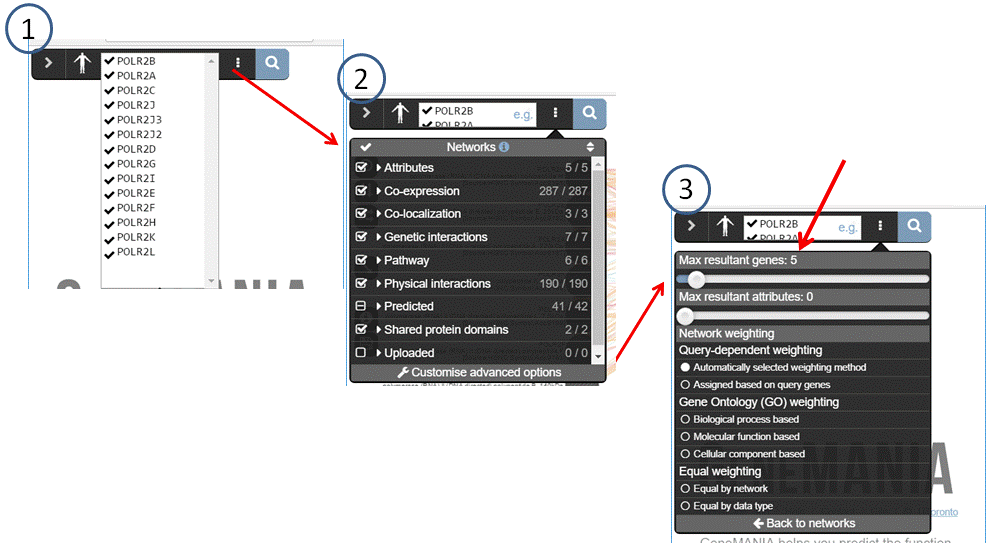 1
POLR2B
POLR2A
POLR2C
POLR2J
POLR2J3
POLR2J2
POLR2D
POLR2G
POLR2I
POLR2E
POLR2F
POLR2H
POLR2K
POLR2L
2
POLR2B
POLR2A
e.g.
Networks
Attributes 5 / 5
Co-expression 287 / 287
Co-localization 3 / 3
Genetic interactions 7 / 7
Pathway 6 / 6
Physical interactions 190 / 190
Predicted 41 / 42
Shared protein domains 2 / 2
Uploaded 0 / 0
Customise advanced options
3
POLR2B
POLR2A
e.g.
Max resultant genes: 5
Max resultant attributes: 0
Network weighting
Query-dependent weighting
Automatically selected weighting method
Assigned based on query genes
Gene Ontology (GO) weighting
Biological process based
Molecular function based
Cellular component based
Equal weighting
Equal by network
Equal by data type
Back to networks
MANIA
oronto
GeneMANIA helps you predict the function